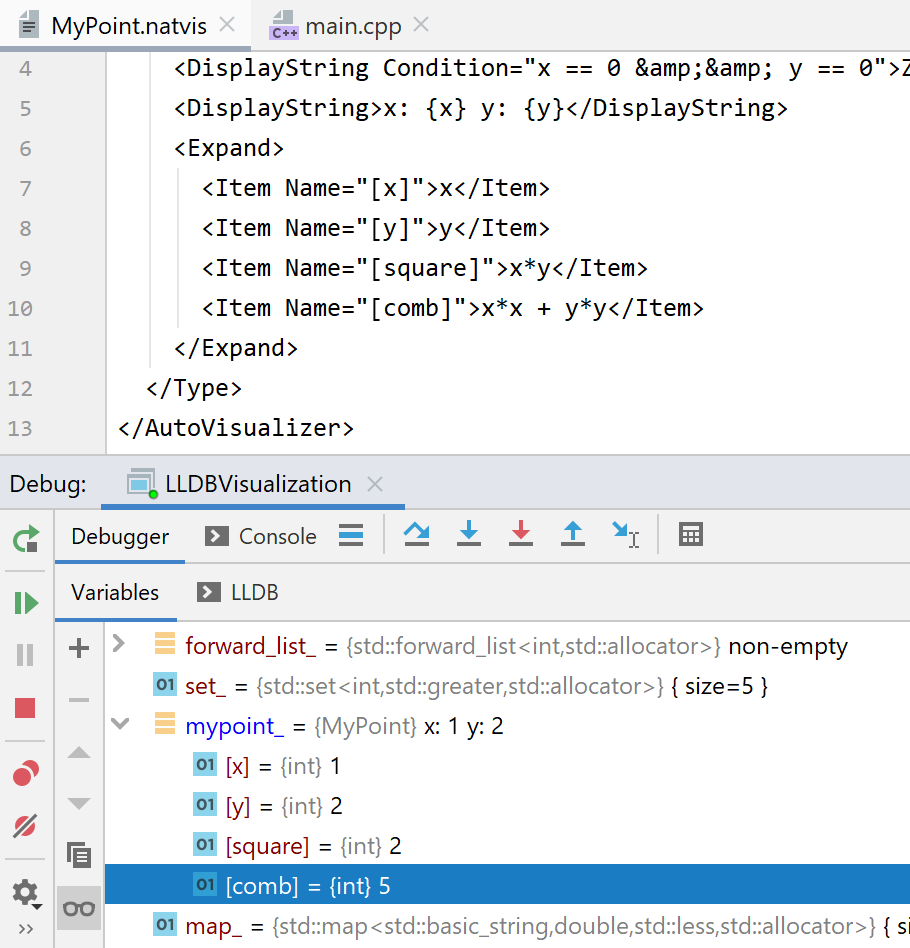 MyPoint.natvis
C++ main.cpp
4 <DisplayString Condition="x == 0 &amp;&amp; y == 0">Z
5 <DisplayString>x: {x} y: {y}</DisplayString>
6 <Expand>
7 <Item Name="[x]">x</Item>
8 <Item Name="[y]">y</Item>
9 <Item Name="[square]">x*y</Item>
10 <Item Name="[comb]">x*x + y*y</Item>
11 </Expand>
12 </Type>
13 </AutoVisualizer>
Debug: LLDBVisualization
Debugger Console
Variables LLDB
forward_list_ = {std::forward_list<int,std::allocator>} non-empty
01 set_ = {std::set<int,std::greater,std::allocator>} { size=5 }
mypoint_ = {MyPoint} x: 1 y: 2
01 [x] = {int} 1
01 [y] = {int} 2
01 [square] = {int} 2
01 [comb] = {int} 5
01 map_ = {std::map<std::basic_string,double,std::less,std::allocator>} { si